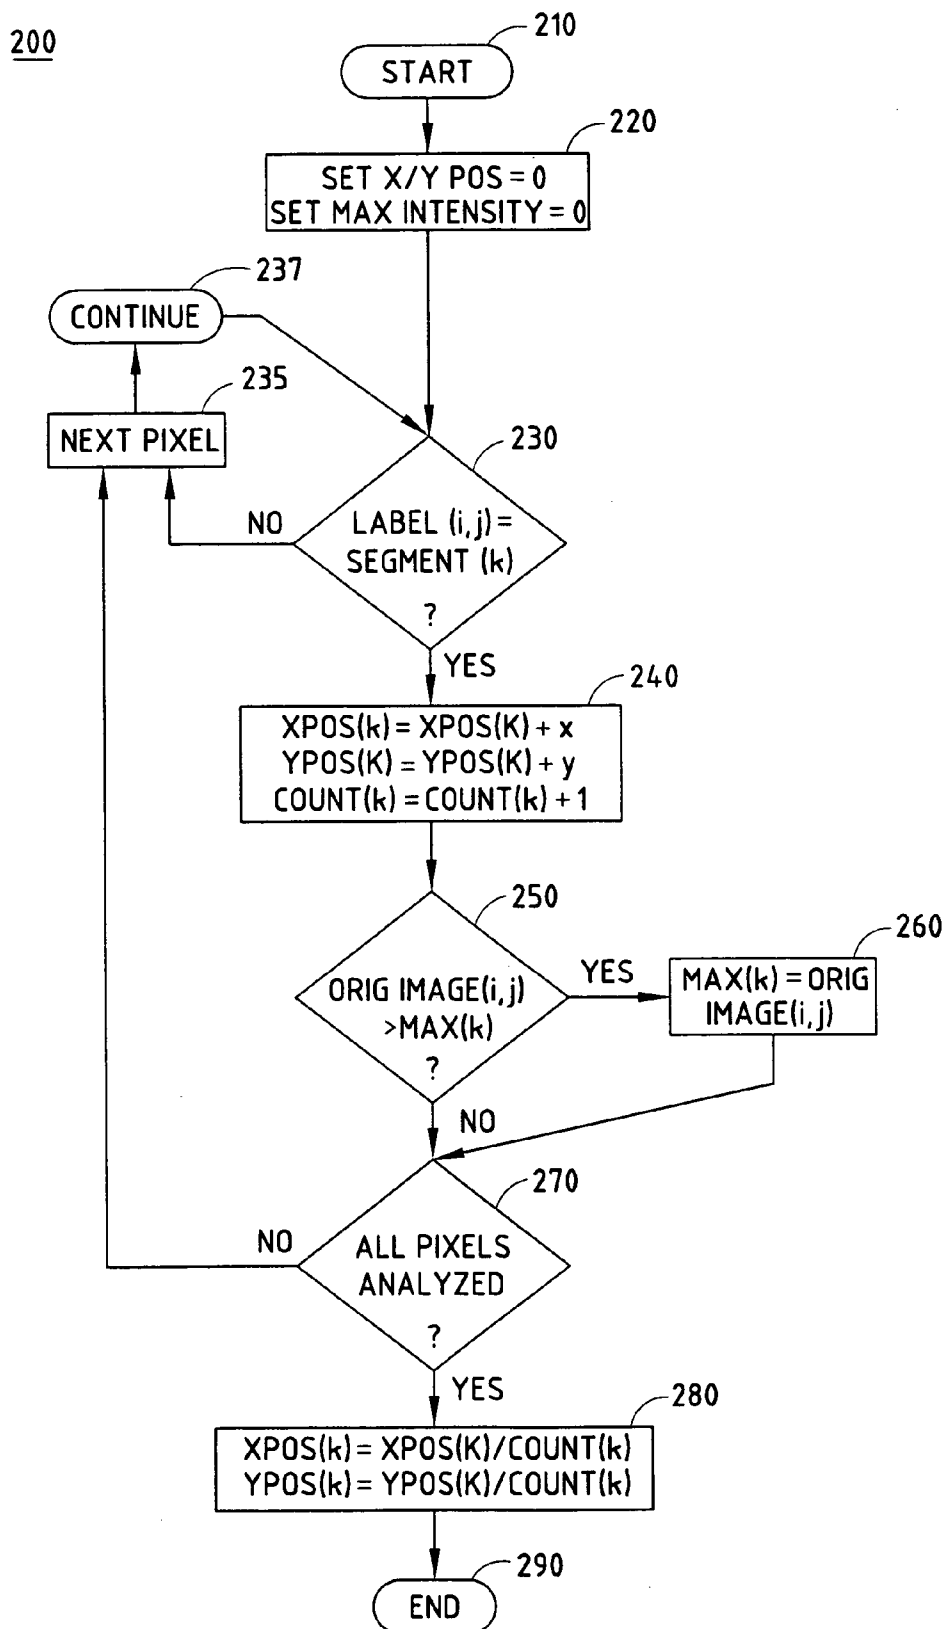 200
210
START
220
SET X/Y POS = 0
SET MAX INTENSITY = 0
237
CONTINUE
235
NEXT PIXEL
230
NO
LABEL (i,j) =
SEGMENT (k)
?
YES
240
XPOS(k) = XPOS(K) + x
YPOS(K) = YPOS(K) + y
COUNT(k) = COUNT(k) + 1
250
260
ORIG IMAGE(i,j)
>MAX(k)
?
YES
MAX(k) = ORIG
IMAGE(i,j)
NO
270
NO
ALL PIXELS
ANALYZED
?
YES
280
XPOS(k) = XPOS(K)/COUNT(k)
YPOS(k) = YPOS(K)/COUNT(k)
290
END